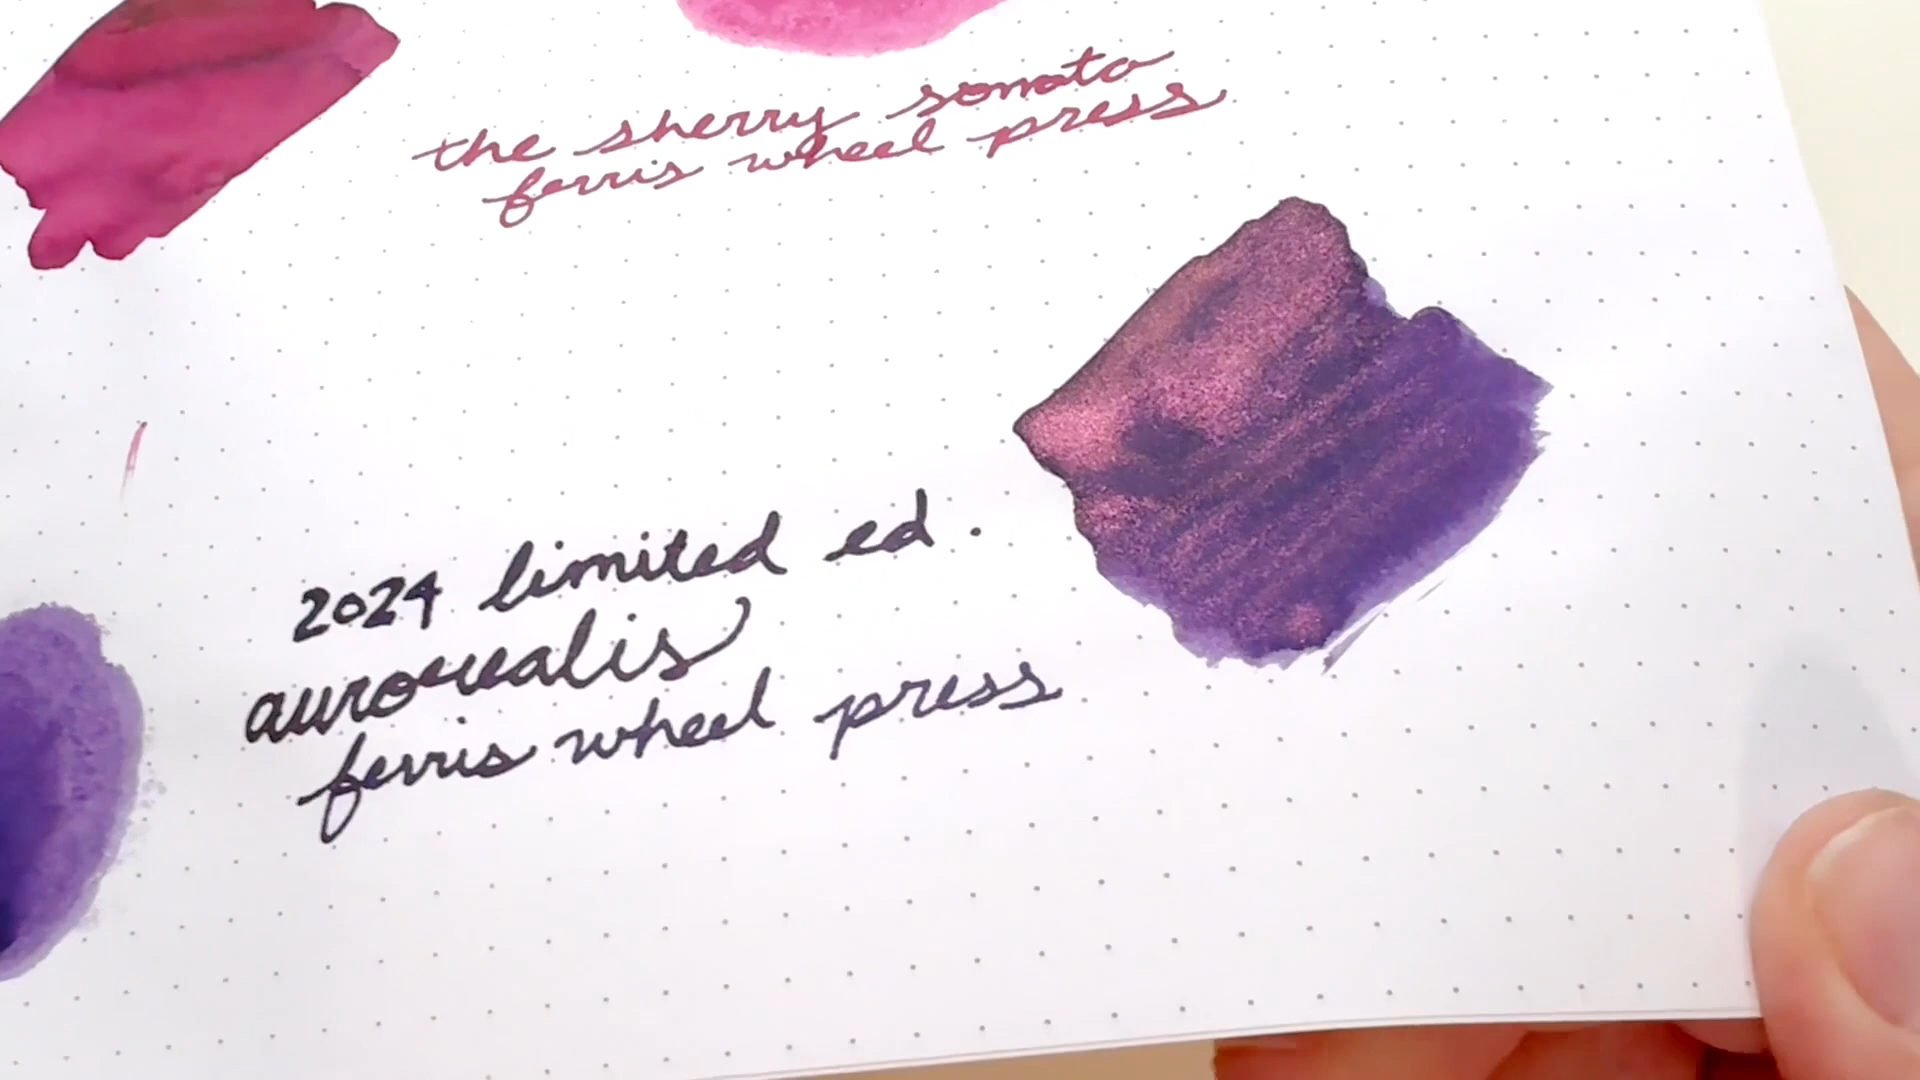 the sherry sonata
ferris wheel press
2024 limited ed.
aurorealis
ferris wheel press